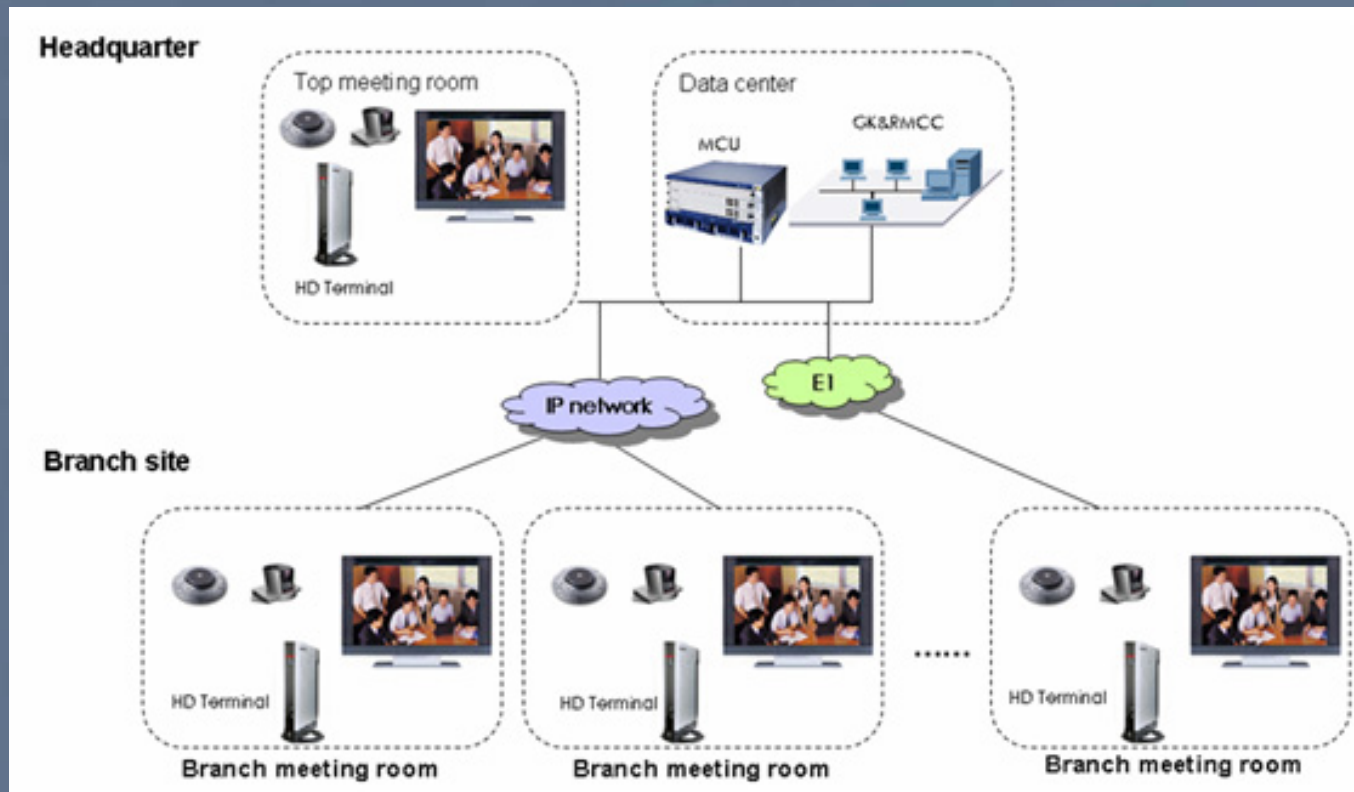 Headquarter
Top meeting room
Data center
GK&RMCC
MCU
HD Terminal
E1
IP network
Branch site
HD Terminal
HD Terminal
......
HD Terminal
Branch meeting room
Branch meeting room
Branch meeting room